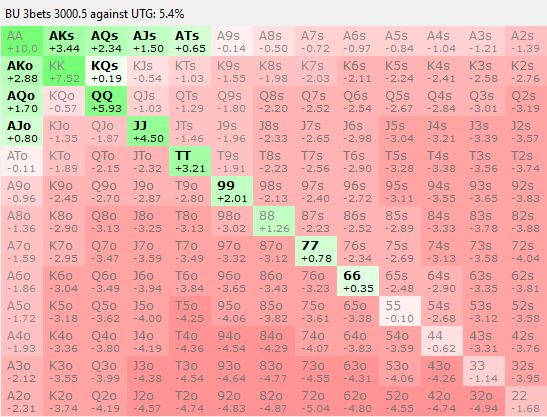 BU 3bets 3000.5 against UTG: 5.4%
AA AKs AQs AJs ATs A9s A8s A7s A6s A5s A4s A3s A2s
+10.0 +3.44 +2.34 +1.50 +0.65 -0.14 -0.50 -0.72 -0.97 -0.84 -1.04 -1.21 -1.39
AKo KK KQs KJs KTs K9s K8s K7s K6s K5s K4s K3s K2s
+2.88 +7.52 +0.19 -0.54 -1.03 -1.55 -1.98 -2.03 -2.11 -2.24 -2.41 -2.58 -2.76
AQo KQo QQ QJs QTs Q9s Q8s Q7s Q6s Q5s Q4s Q3s Q2s
+1.70 -0.57 +5.93 -1.03 -1.29 -1.80 -2.20 -2.52 -2.54 -2.67 -2.84 -3.01 -3.19
AJo KJo QJo JJ JTs J9s J8s J7s J6s J5s J4s J3s J2s
+0.80 -1.35 -1.87 +4.50 -1.46 -1.96 -2.33 -2.65 -2.98 -3.04 -3.21 -3.39 -3.57
ATo KTo QTo JTo TT T9s T8s T7s T6s T5s T4s T3s T2s
-0.11 -1.89 -2.15 -2.32 +3.21 -1.91 -2.23 -2.56 -2.90 -3.28 -3.38 -3.56 -3.74
A9o K9o Q9o J9o T9o 99 98s 97s 96s 95s 94s 93s 92s
-0.96 -2.45 -2.70 -2.87 -2.80 +2.01 -2.13 -2.40 -2.72 -3.11 -3.55 -3.65 -3.83
A8o K8o Q8o J8o T8o 98o 88 87s 86s 85s 84s 83s 82s
-1.36 -2.90 -3.13 -3.25 -3.13 -3.02 +1.26 -2.23 -2.52 -2.89 -3.33 -3.78 -3.88
A7o K7o Q7o J7o T7o 97o 87o 77 76s 75s 74s 73s 72s
-1.59 -2.95 -3.47 -3.59 -3.49 -3.32 -3.12 +0.78 -2.34 -2.69 -3.13 -3.58 -4.04
A6o K6o Q6o J6o T6o 96o 86o 76o 66 65s 64s 63s 62s
-1.86 -3.04 -3.49 -3.94 -3.84 -3.65 -3.43 -3.23 +0.35 -2.48 -2.90 -3.35 -3.81
A5o K5o Q5o J5o T5o 95o 85o 75o 65o 55 54s 53s 52s
-1.72 -3.18 -3.62 -4.00 -4.25 -4.06 -3.82 -3.61 -3.38 -0.10 -2.68 -3.12 -3.58
A4o K4o Q4o J4o T4o 94o 84o 74o 64o 54o 44 43s 42s
-1.93 -3.36 -3.80 -4.19 -4.36 -4.54 -4.29 -4.07 -3.83 -3.59 -0.62 -3.31 -3.76
A3o K3o Q3o J3o T3o 93o 83o 73o 63o 53o 43o 33 32s
-2.12 -3.55 -3.99 -4.38 -4.54 -4.64 -4.77 -4.55 -4.31 -4.06 -4.26 -1.14 -3.95
A2o K2o Q2o J2o T2o 92o 82o 72o 62o 52o 42o 32o 22
-2.31 -3.74 -4.19 -4.57 -4.74 -4.83 -4.87 -5.04 -4.80 -4.55 -4.74 -4.94 -1.68